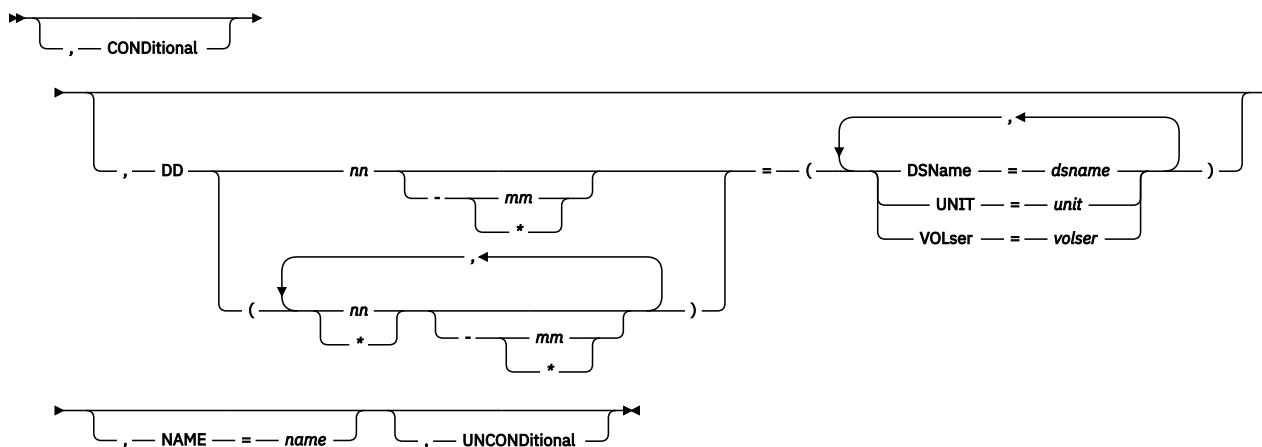 , CONDitional
,
, DD nn = ( DSName = dsname )
- mm UNIT = unit
* VOLser = volser
,
( nn )
* - mm
*
, NAME = name , UNCONDitional